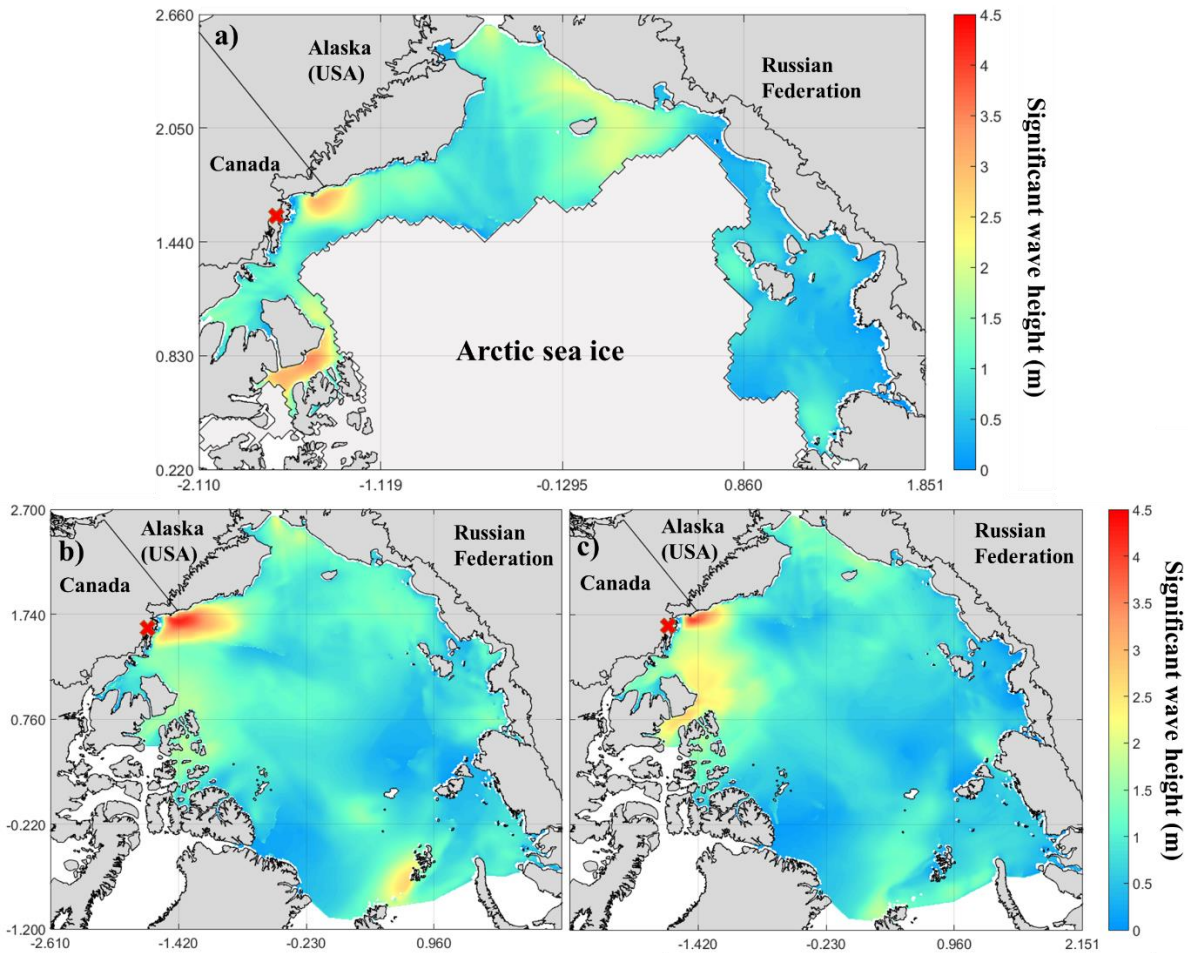 2.660
a)
Alaska
(USA)
Russian
Federation
4.5
4
2.050
3.5
Canada
3
1.440
2.5
2
Arctic sea ice
0.830
1.5
1
0.5
0.220
0
Significant wave height (m)
-2.110
-1.119
-0.1295
0.860
1.851
2.700
b)
Alaska
(USA)
Russian
Federation
Canada
1.740
0.760
-0.220
-1.200
-2.610
-1.420
-0.230
0.960
c)
Alaska
(USA)
Russian
Federation
Canada
-1.420
-0.230
0.960
2.151
4.5
4
3.5
3
2.5
2
1.5
1
0.5
0
Significant wave height (m)